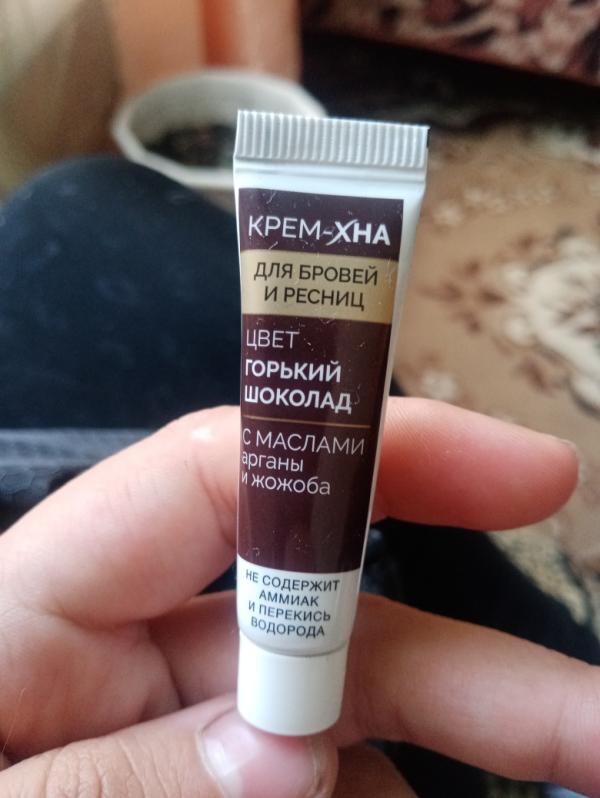 КРЕМ-ХНА
ДЛЯ БРОВЕЙ
И РЕСНИЦ
ЦВЕТ
ГОРЬКИЙ
ШОКОЛАД
С МАСЛАМИ
арганы
и жожоба
НЕ СОДЕРЖИТ
АММИАК
И ПЕРЕКИСЬ
ВОДОРОДА